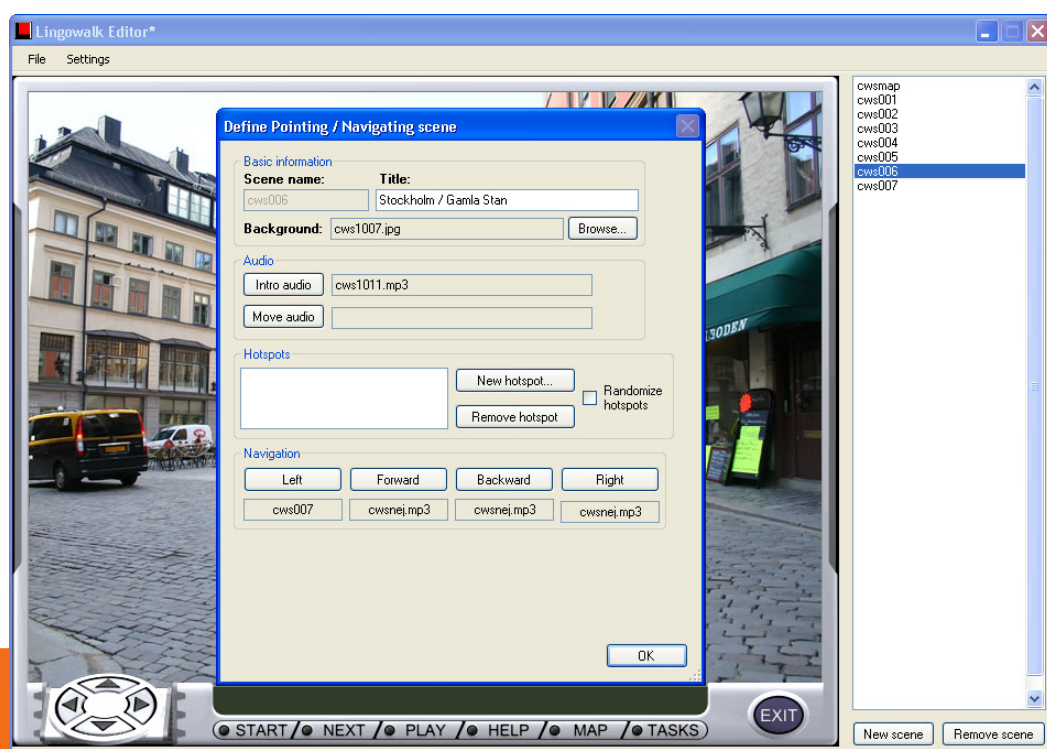 Lingowalk Editor*
File Settings
cwsmap
cws001
cws002
cws003
cws004
cws005
cws006
cws007
Define Pointing / Navigating scene
Basic information
Scene name: Title:
cws006 Stockholm / Gamla Stan
Background: cws1007.jpg Browse...
Audio
Intro audio cws1011.mp3
Move audio
Hotspots
New hotspot...
Remove hotspot
Randomize
hotspots
Navigation
Left Forward Backward Right
cws007 cwsnej.mp3 cwsnej.mp3 cwsnej.mp3
OK
BODEN
START / NEXT / PLAY / HELP / MAP / TASKS
EXIT
New scene Remove scene